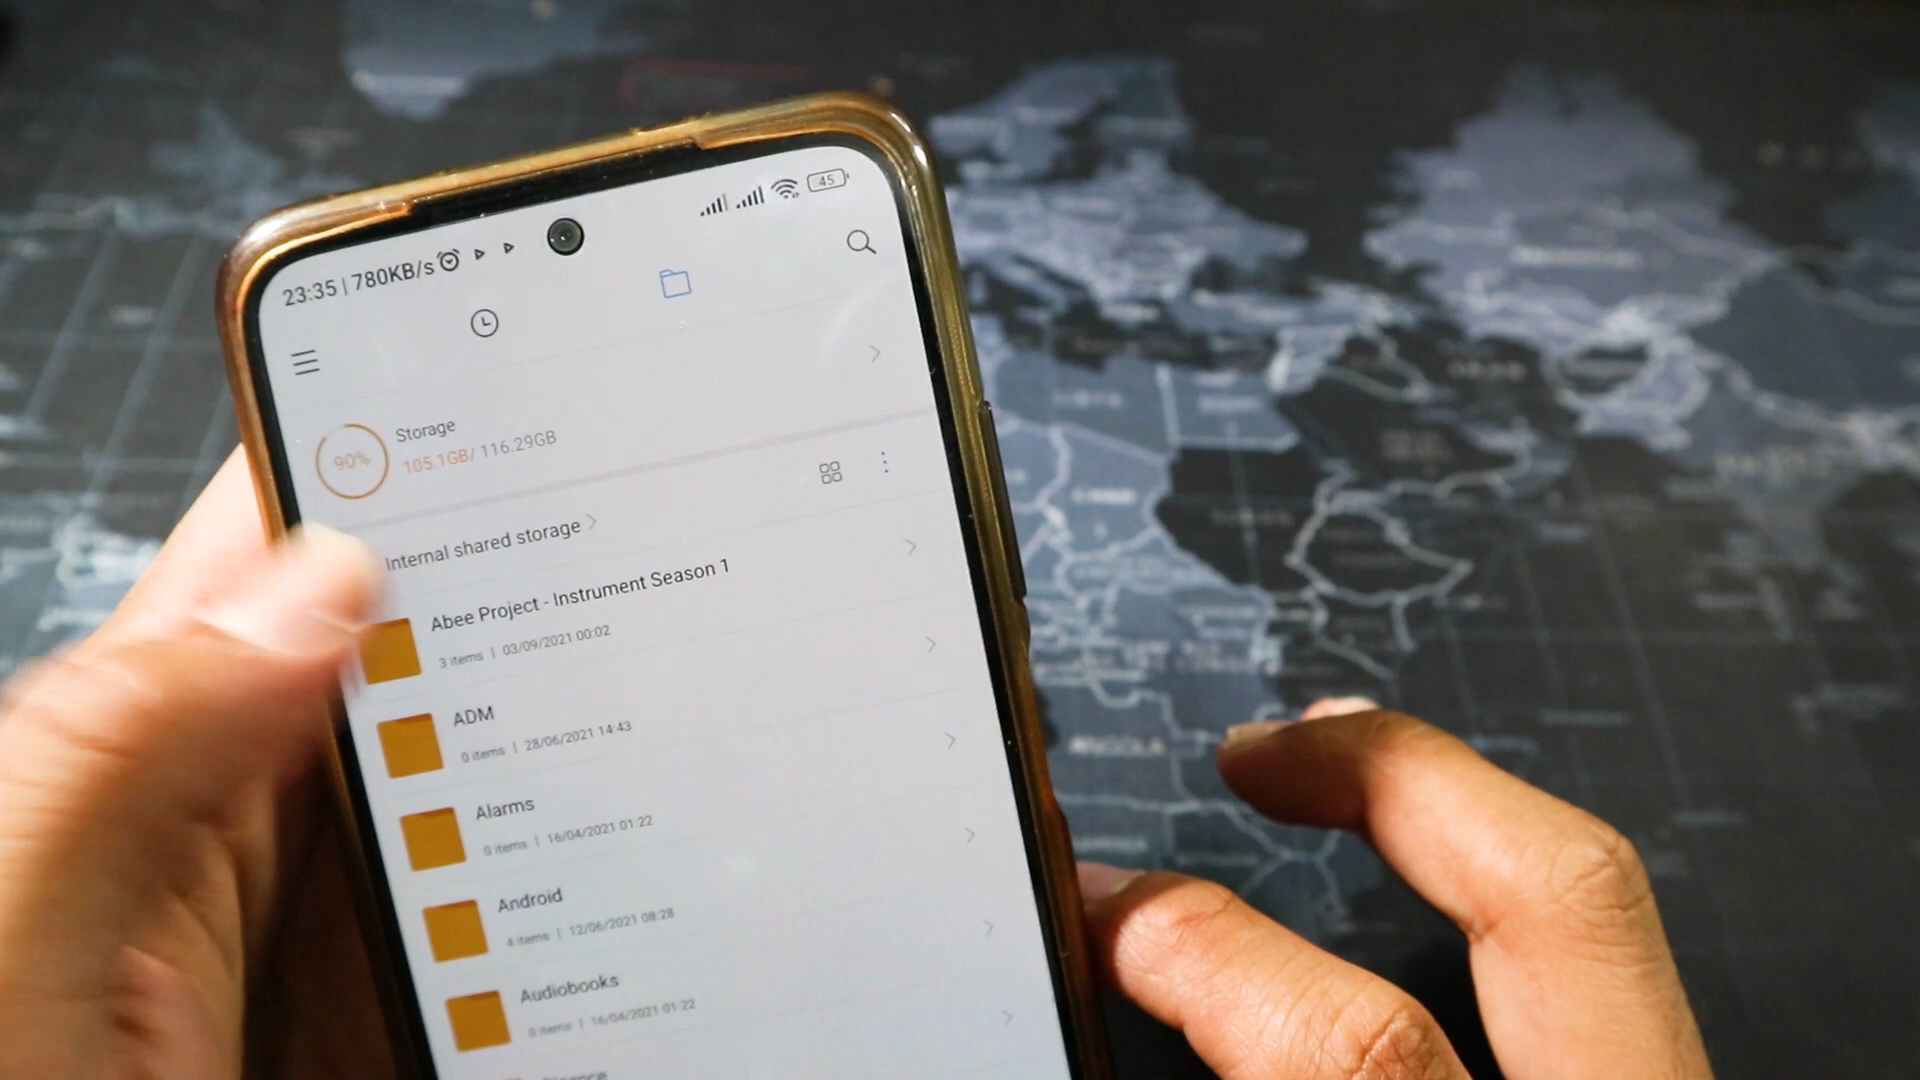 23:35 | 780KB/s
45
90%
Storage
105.1GB/ 116.29GB
Internal shared storage
Abee Project - Instrument Season 1
3 items | 03/09/2021 00:02
ADM
0 items | 28/06/2021 14:43
Alarms
0 items | 16/04/2021 01:22
Android
4 items | 12/06/2021 08:28
Audiobooks
0 items | 16/04/2021 01:22
ANGOLA